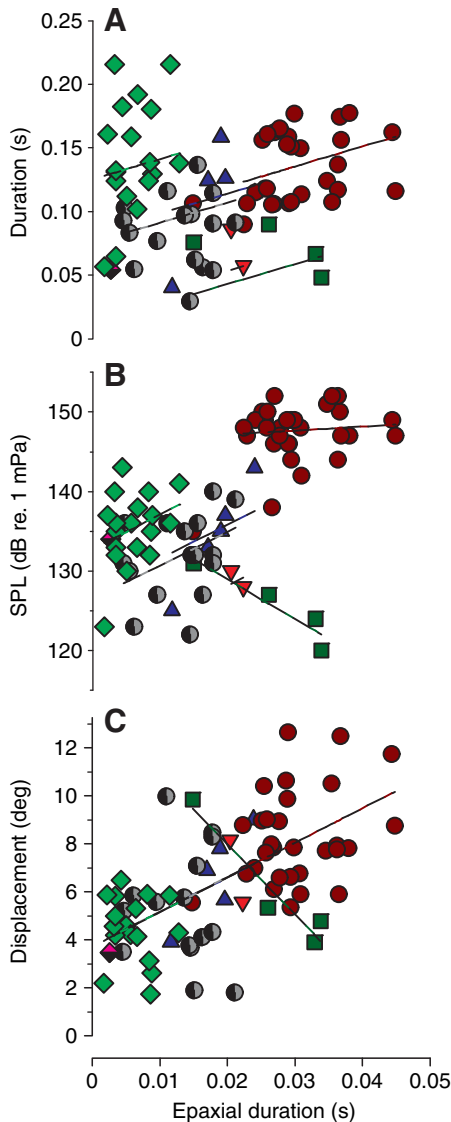 A
0.25
0.20
0.15
0.10
0.05
0
Duration (s)
B
150
140
130
120
SPL (dB re. 1 mPa)
C
12
10
8
6
4
2
0
Displacement (deg)
0 0.01 0.02 0.03 0.04 0.05
Epaxial duration (s)